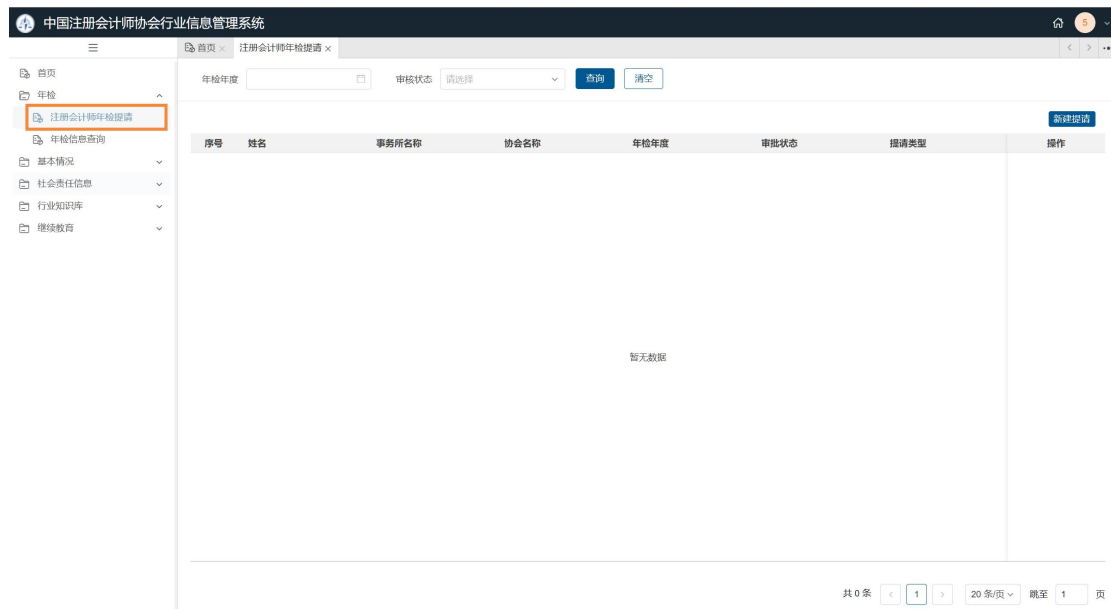 中国注册会计师协会行业信息管理系统
5
首页
注册会计师年检提请
首页
年检
注册会计师年检提请
年检信息查询
基本情况
社会责任信息
行业知识库
继续教育
年检年度
审核状态 请选择 查询 清空
新建提请
序号 姓名 事务所名称 协会名称 年检年度 审批状态 提请类型 操作
暂无数据
共 0 条 < 1 > 20 条/页 跳至 1 页